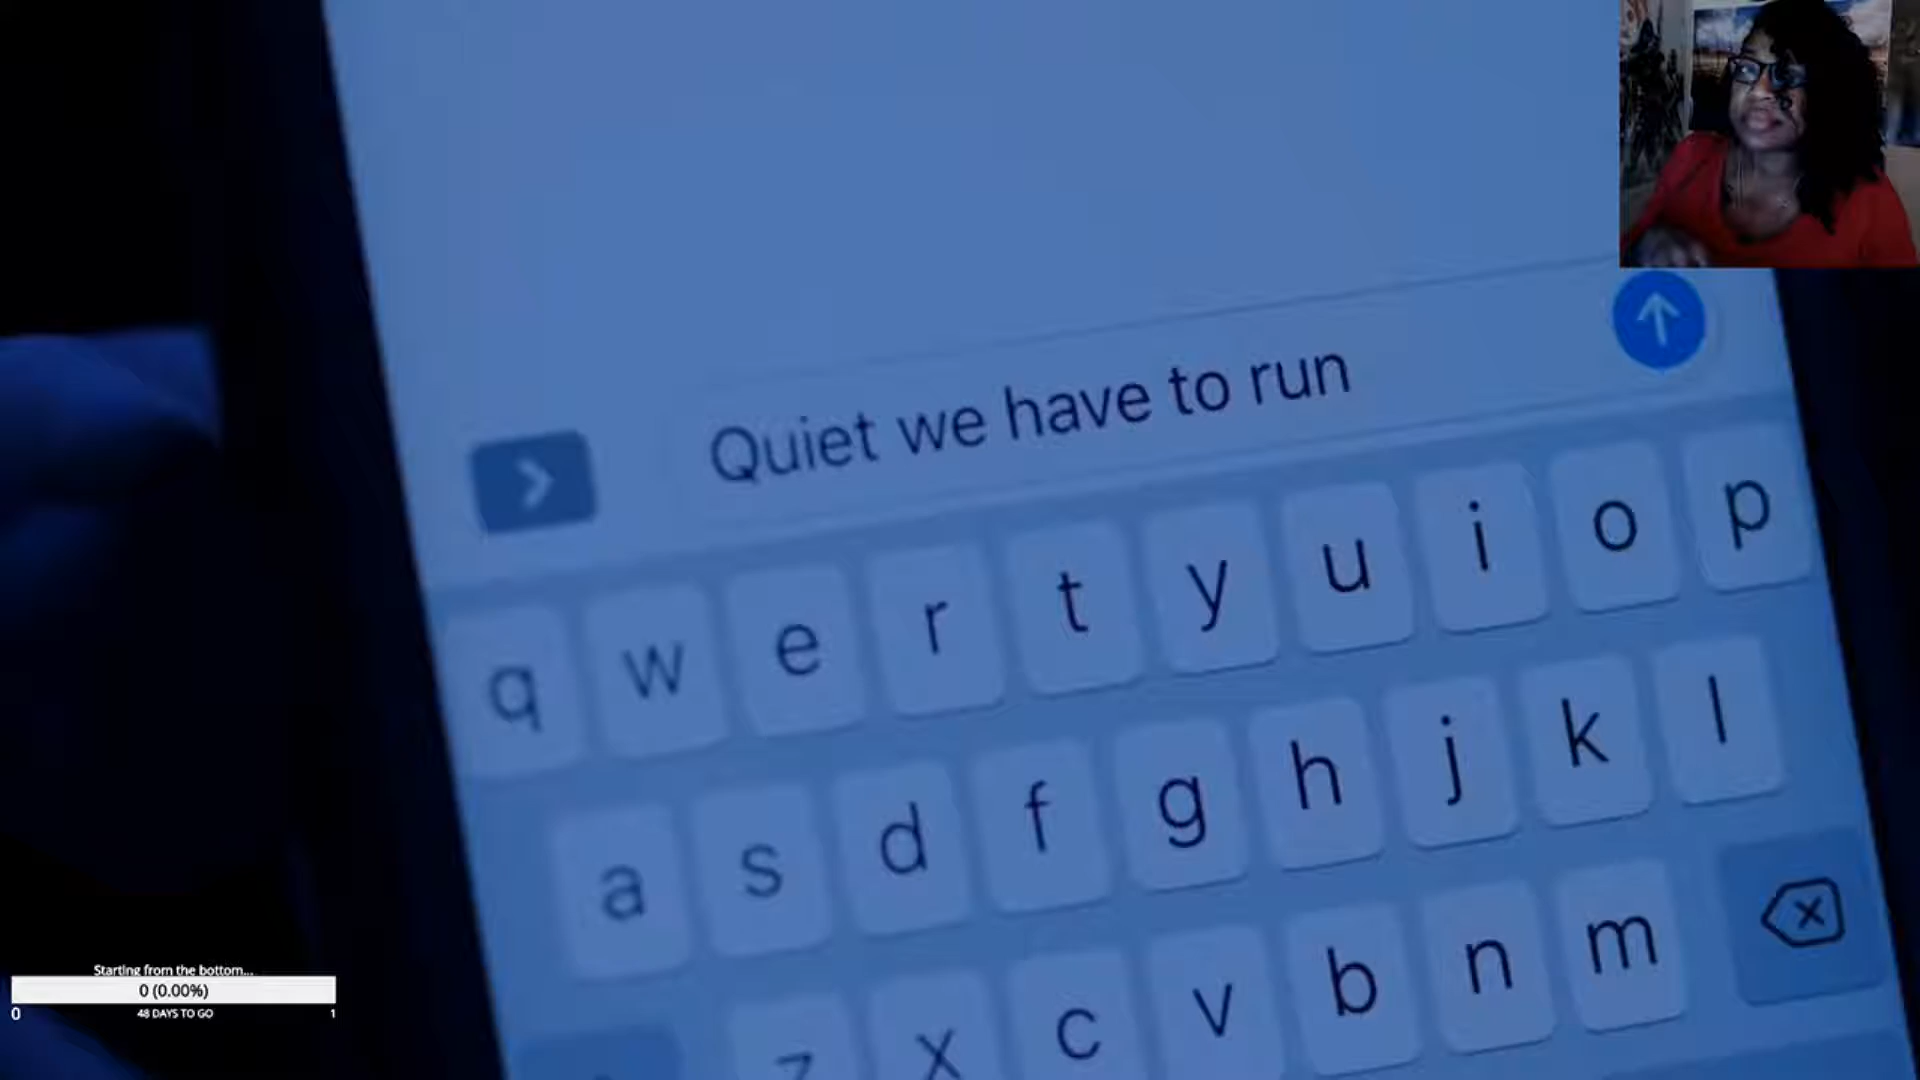 Quiet we have to run
q w e r t y u i o p
a s d f g h j k l
z x c v b n m
Starting from the bottom...
0 (0.00%)
0 48 DAYS TO GO 1